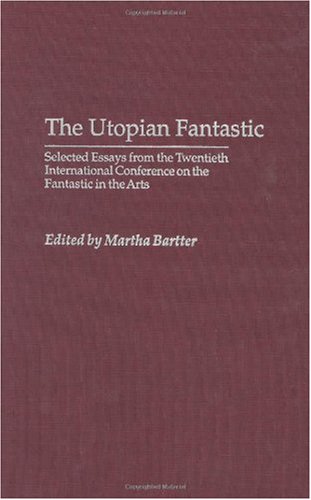 The Utopian Fantastic
Selected Essays from the Twentieth
International Conference on the
Fantastic in the Arts
Edited by Martha Bartter